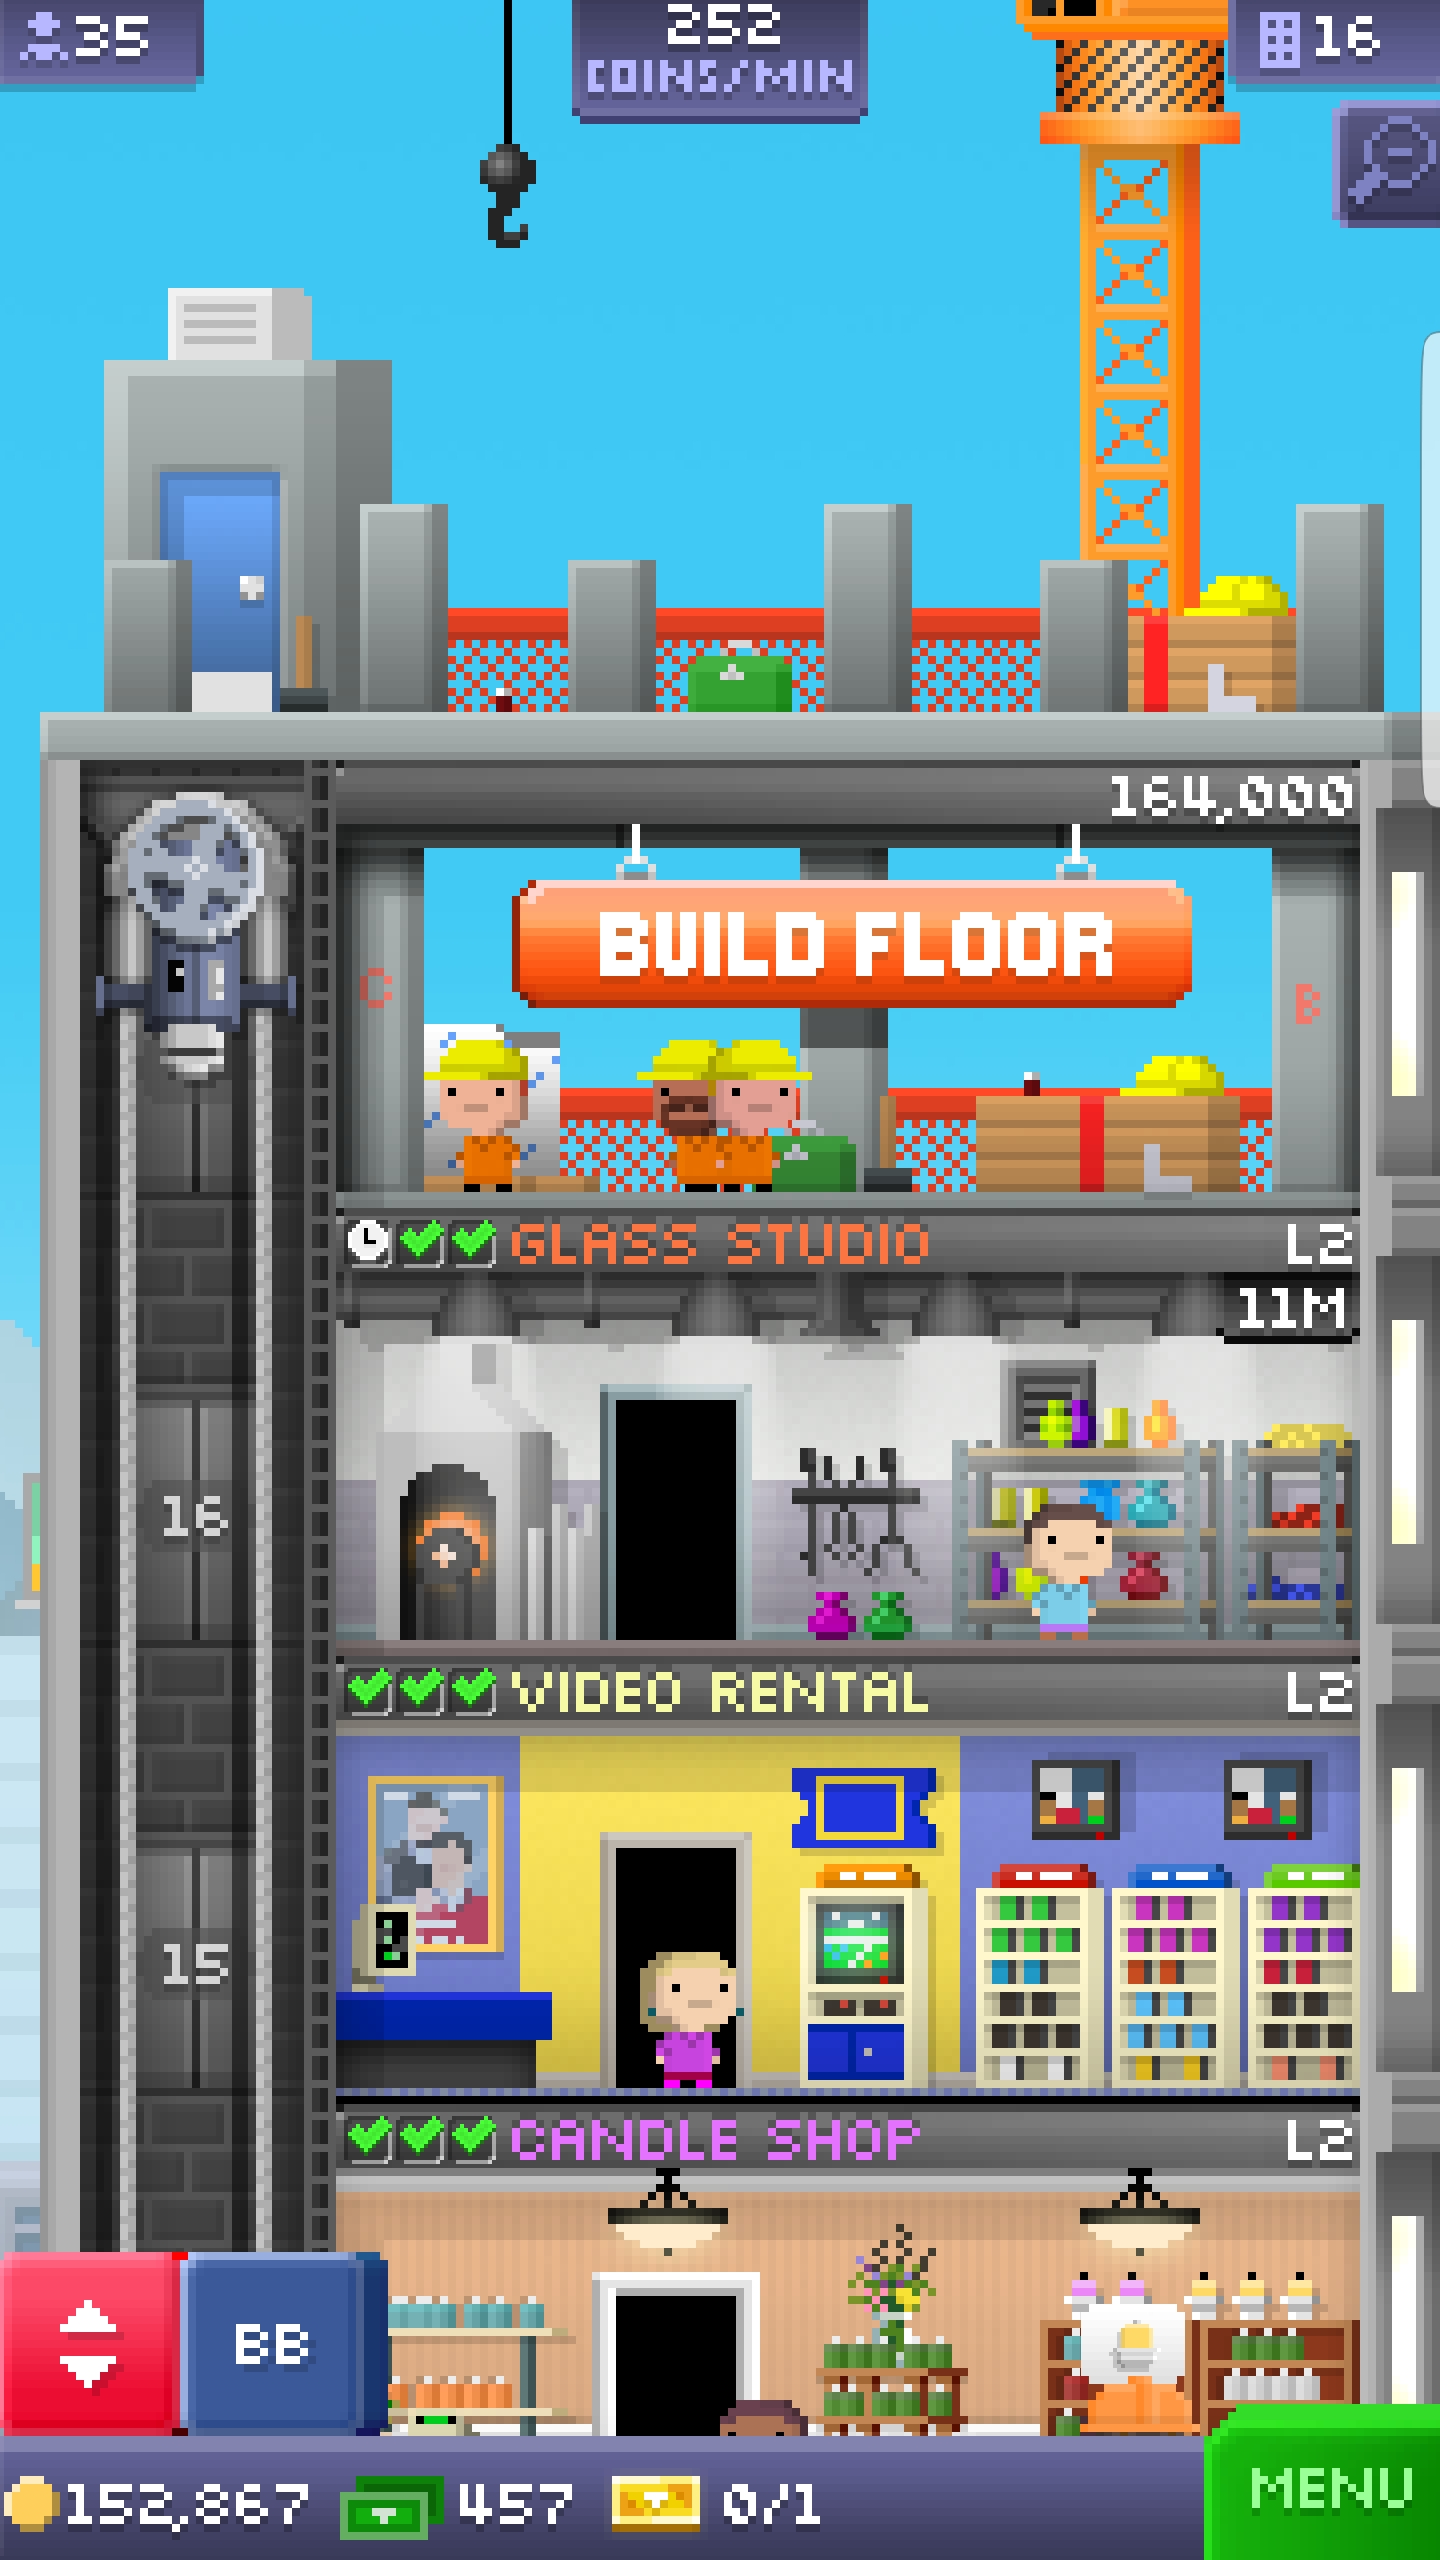 35
252
COINS/MIN
16
164,000
BUILD FLOOR
C
B
GLASS STUDIO L2
11M
16
VIDEO RENTAL L2
15
CANDLE SHOP L2
BB
152,867 457 0/1
MENU